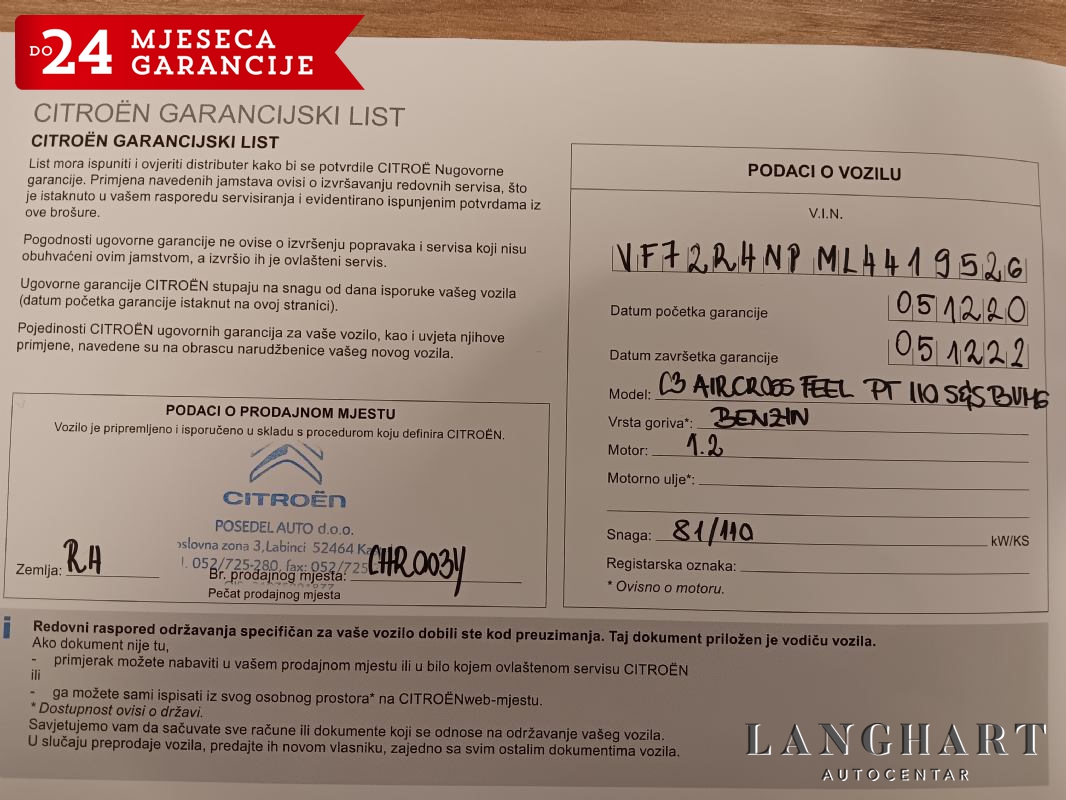 DO 24 MJESECA
GARANCIJE
CITROËN GARANCIJSKI LIST
CITROËN GARANCIJSKI LIST
List mora ispuniti i ovjeriti distributer kako bi se potvrdile CITROË Nugovorne
garancije. Primjena navedenih jamstava ovisi o izvršavanju redovnih servisa, što
je istaknuto u vašem rasporedu servisiranja i evidentirano ispunjenim potvrdama iz
ove brošure.
Pogodnosti ugovorne garancije ne ovise o izvršenju popravaka i servisa koji nisu
obuhvaćeni ovim jamstvom, a izvršio ih je ovlašteni servis.
Ugovorne garancije CITROËN stupaju na snagu od dana isporuke vašeg vozila
(datum početka garancije istaknut na ovoj stranici).
Pojedinosti CITROËN ugovornih garancija za vaše vozilo, kao i uvjeta njihove
primjene, navedene su na obrascu narudžbenice vašeg novog vozila.
PODACI O PRODAJNOM MJESTU
Vozilo je pripremljeno i isporučeno u skladu s procedurom koju definira CITROËN.
CITROËN
POSEDEL AUTO d.o.o.
oslovna zona 3, Labinci 52464
052/725-280, fax: 052/725
Zemlja: RH
Br. prodajnog mjesta: CHR003Y
Pečat prodajnog mjesta
PODACI O VOZILU
V.I.N.
VF72RHNPML4419526
Datum početka garancije 051220
Datum završetka garancije 051222
Model: C3 AIRCROSS FEEL PT 110 S&S BVM6
Vrsta goriva*: BENZIN
Motor: 1.2
Motorno ulje*:
Snaga: 81/110 kW/KS
Registarska oznaka:
* Ovisno o motoru.
i Redovni raspored održavanja specifičan za vaše vozilo dobili ste kod preuzimanja. Taj dokument priložen je vodiču vozila.
Ako dokument nije tu,
- primjerak možete nabaviti u vašem prodajnom mjestu ili u bilo kojem ovlaštenom servisu CITROËN
ili
- ga možete sami ispisati iz svog osobnog prostora* na CITROËNweb-mjestu.
* Dostupnost ovisi o državi.
Savjetujemo vam da sačuvate sve račune ili dokumente koji se odnose na održavanje vašeg vozila.
U slučaju preprodaje vozila, predajte ih novom vlasniku, zajedno sa svim ostalim dokumentima vozila.
LANGHART
AUTOCENTAR